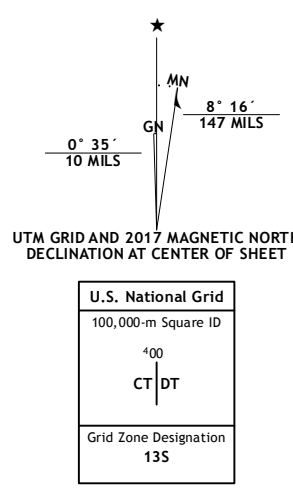 MN
GN
0° 35´
10 MILS
8° 16´
147 MILS
UTM GRID AND 2017 MAGNETIC NORTH
DECLINATION AT CENTER OF SHEET
U.S. National Grid
100,000-m Square ID
400
CT DT
Grid Zone Designation
13S